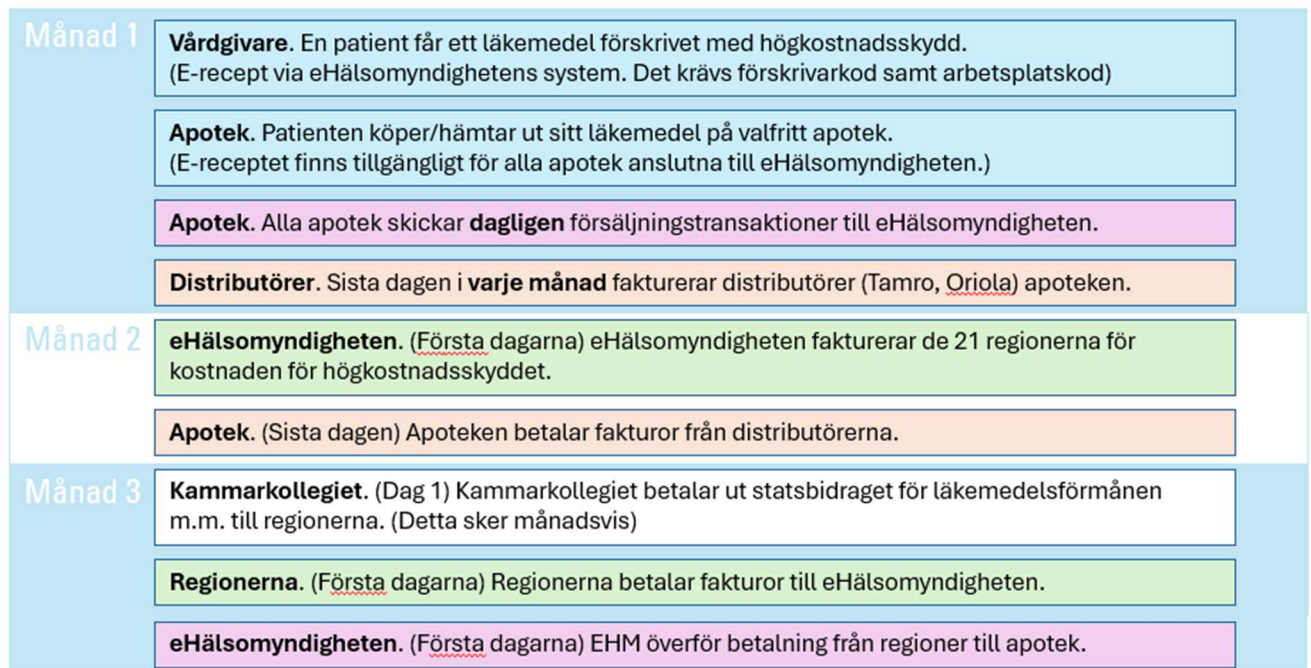 Månad 1
Vårdgivare. En patient får ett läkemedel förskrivet med högkostnadsskydd.
(E-recept via eHälsomyndighetens system. Det krävs förskrivarkod samt arbetsplatskod)
Apotek. Patienten köper/hämtar ut sitt läkemedel på valfritt apotek.
(E-receptet finns tillgängligt för alla apotek anslutna till eHälsomyndigheten.)
Apotek. Alla apotek skickar dagligen försäljningstransaktioner till eHälsomyndigheten.
Distributörer. Sista dagen i varje månad fakturerar distributörer (Tamro, Oriola) apoteken.
Månad 2
eHälsomyndigheten. (Första dagarna) eHälsomyndigheten fakturerar de 21 regionerna för
kostnaden för högkostnadsskyddet.
Apotek. (Sista dagen) Apoteken betalar fakturor från distributörerna.
Månad 3
Kammarkollegiet. (Dag 1) Kammarkollegiet betalar ut statsbidraget för läkemedelsförmånen
m.m. till regionerna. (Detta sker månadsvis)
Regionerna. (Första dagarna) Regionerna betalar fakturor till eHälsomyndigheten.
eHälsomyndigheten. (Första dagarna) EHM överför betalning från regioner till apotek.